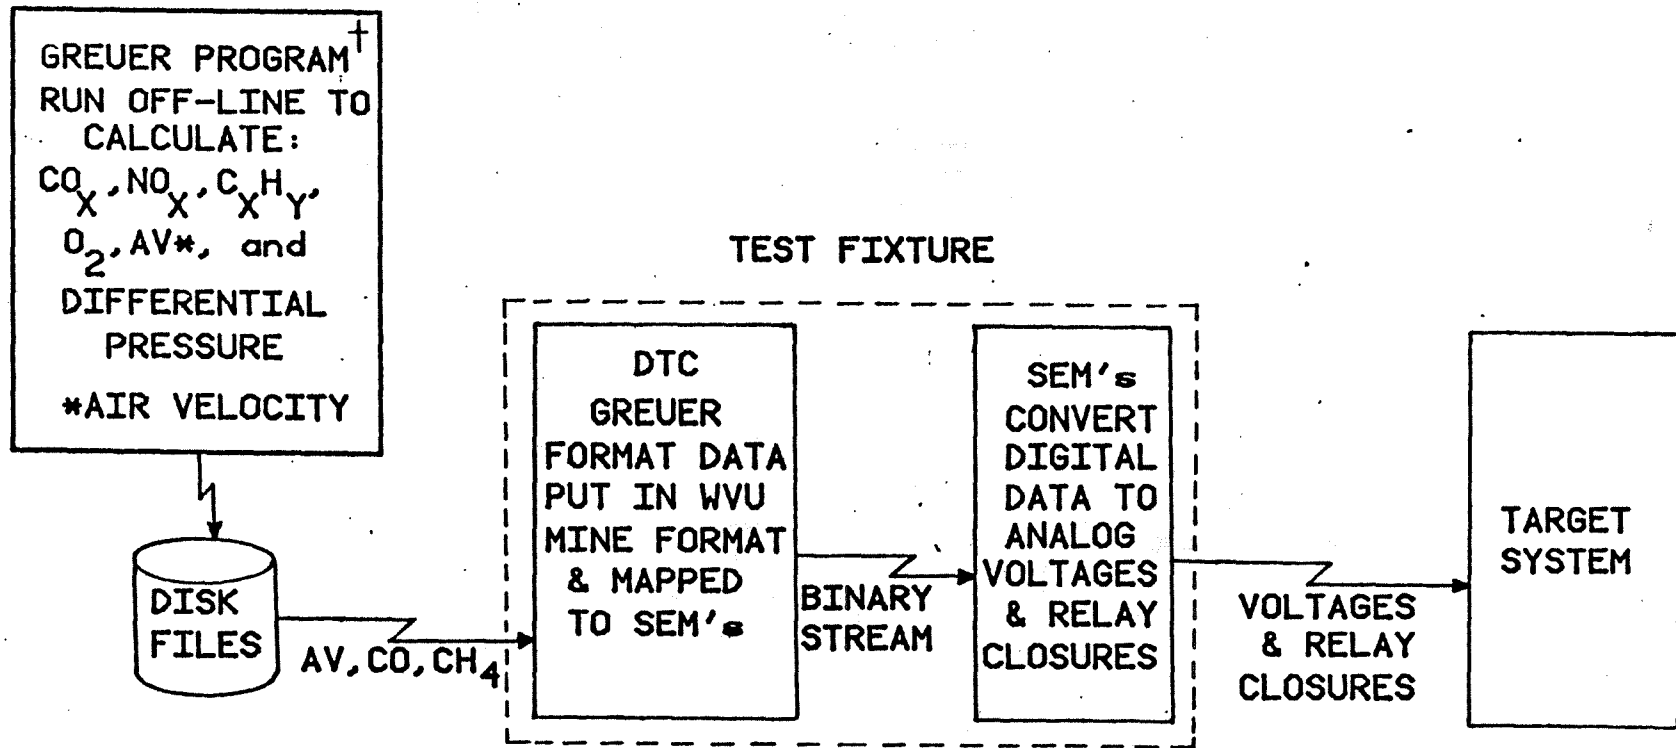 GREUER PROGRAM†
RUN OFF-LINE TO
CALCULATE:
COX,NOX,CXHY,
O2,AV*, and
DIFFERENTIAL
PRESSURE
*AIR VELOCITY
DISK
FILES
AV,CO,CH4
TEST FIXTURE
DTC
GREUER
FORMAT DATA
PUT IN WVU
MINE FORMAT
& MAPPED
TO SEM's
BINARY
STREAM
SEM's
CONVERT
DIGITAL
DATA TO
ANALOG
VOLTAGES
& RELAY
CLOSURES
VOLTAGES
& RELAY
CLOSURES
TARGET
SYSTEM